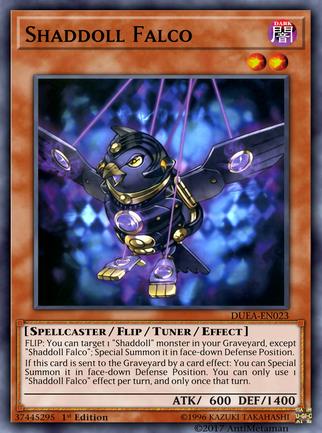 Shaddoll Falco
DARK
闇
DUEA-EN023
[Spellcaster / Flip / Tuner / Effect]
FLIP: You can target 1 "Shaddoll" monster in your Graveyard, except
"Shaddoll Falco"; Special Summon it in face-down Defense Position.
If this card is sent to the Graveyard by a card effect: You can Special
Summon it in face-down Defense Position. You can only use 1
"Shaddoll Falco" effect per turn, and only once that turn.
ATK/ 600 DEF/1400
37445295 1st Edition ©1996 KAZUKI TAKAHASHI
©2017 AntiMetaman